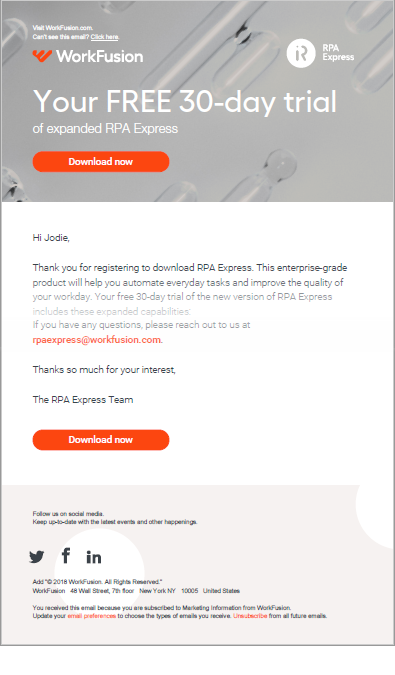 Visit WorkFusion.com.
Can't see this email? Click here.
WorkFusion
RPA
Express
Your FREE 30-day trial
of expanded RPA Express
Download now
Hi Jodie,
Thank you for registering to download RPA Express. This enterprise-grade
product will help you automate everyday tasks and improve the quality of
your workday. Your free 30-day trial of the new version of RPA Express
includes these expanded capabilities:
If you have any questions, please reach out to us at
rpaexpress@workfusion.com.
Thanks so much for your interest,
The RPA Express Team
Download now
Follow us on social media.
Keep up-to-date with the latest events and other happenings.
Add "© 2018 WorkFusion. All Rights Reserved."
WorkFusion 48 Wall Street, 7th floor New York NY 10005 United States
You received this email because you are subscribed to Marketing Information from WorkFusion.
Update your email preferences to choose the types of emails you receive. Unsubscribe from all future emails.